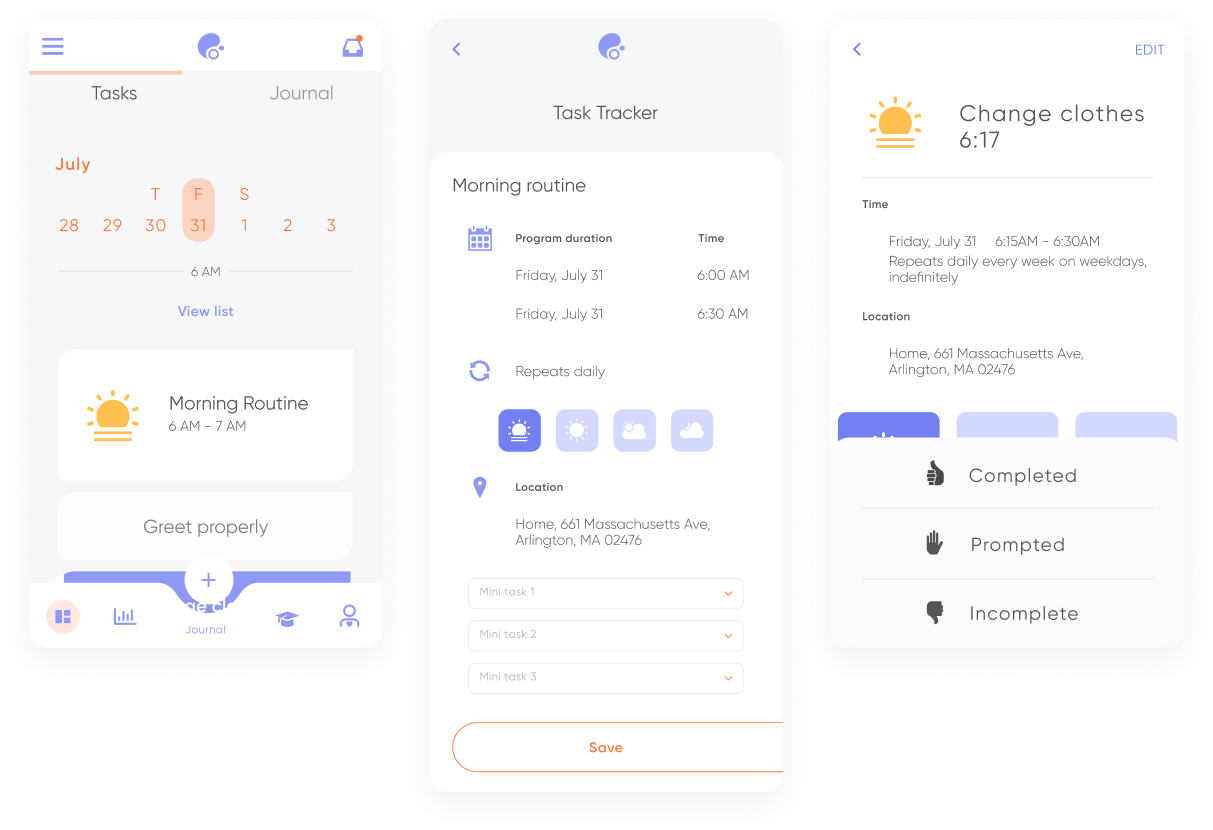 Tasks
Journal
July
T F S
28 29 30 31 1 2 3
6 AM
View list
Morning Routine
6 AM - 7 AM
Greet properly
+
Journal
Task Tracker
Morning routine
Program duration Time
Friday, July 31 6:00 AM
Friday, July 31 6:30 AM
Repeats daily
Location
Home, 661 Massachusetts Ave,
Arlington, MA 02476
Mini task 1
Mini task 2
Mini task 3
Save
EDIT
Change clothes
6:17
Time
Friday, July 31 6:15AM - 6:30AM
Repeats daily every week on weekdays,
indefinitely
Location
Home, 661 Massachusetts Ave,
Arlington, MA 02476
Completed
Prompted
Incomplete